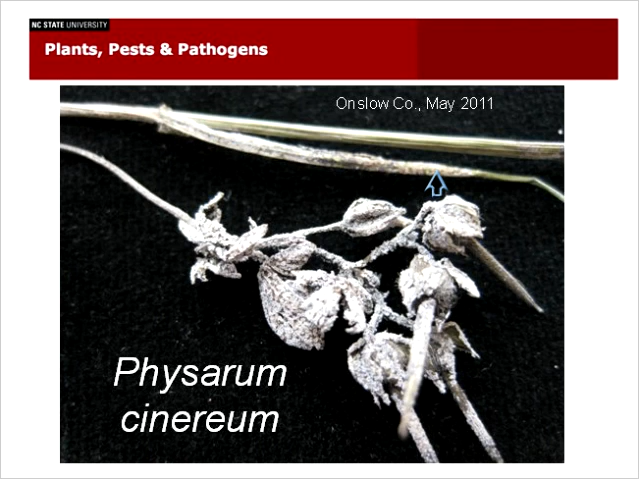 NC STATE UNIVERSITY
Plants, Pests & Pathogens
Onslow Co., May 2011
Physarum
cinereum